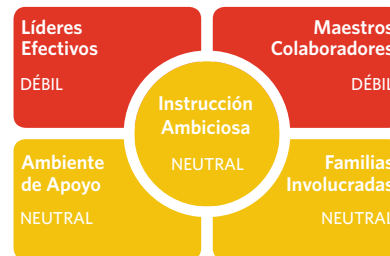 Líderes
Efectivos
DÉBIL
Maestros
Colaboradores
DÉBIL
Instrucción
Ambiciosa
NEUTRAL
Ambiente
de Apoyo
NEUTRAL
Familias
Involucradas
NEUTRAL